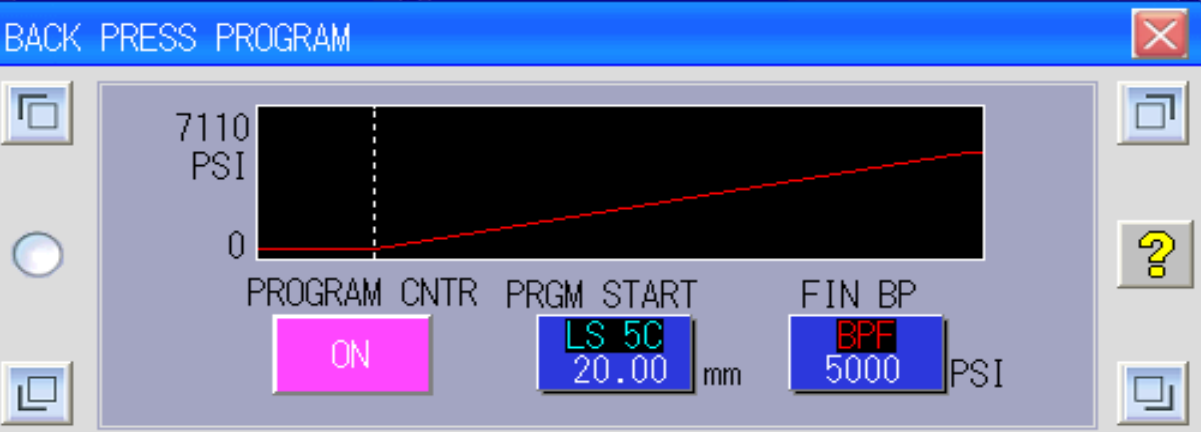 BACK PRESS PROGRAM
7110
PSI
0
PROGRAM CNTR PRGM START FIN BP
ON LS 5C BPF
20.00 mm 5000 PSI
?